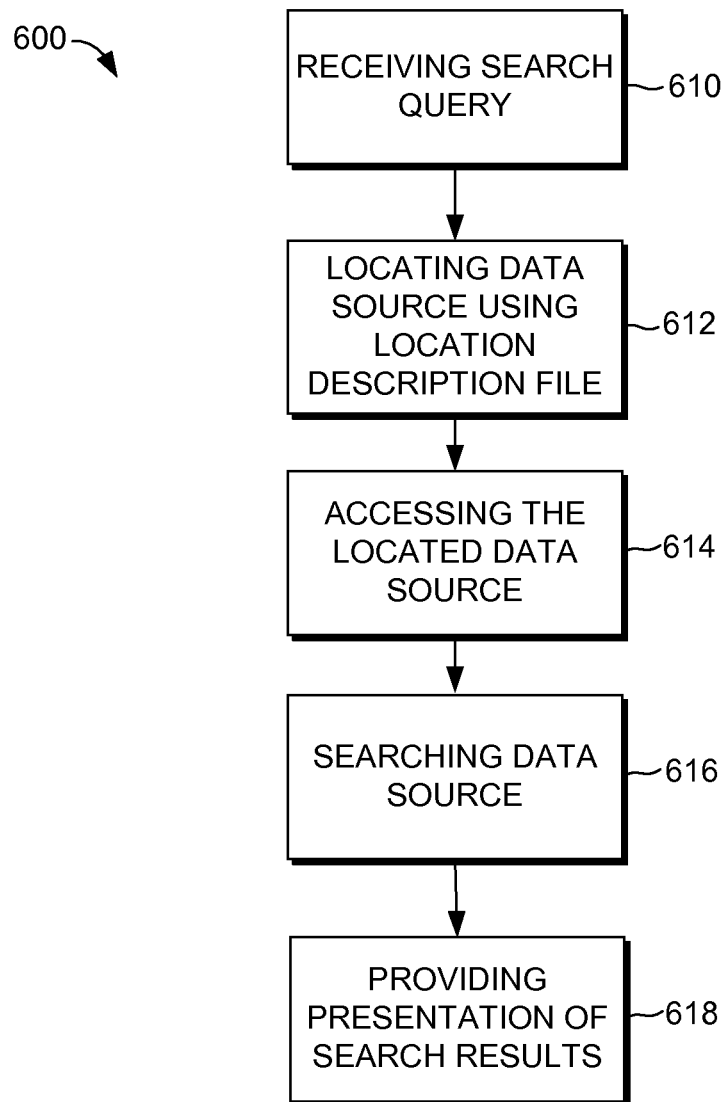 600
RECEIVING SEARCH
QUERY
610
LOCATING DATA
SOURCE USING
LOCATION
DESCRIPTION FILE
612
ACCESSING THE
LOCATED DATA
SOURCE
614
SEARCHING DATA
SOURCE
616
PROVIDING
PRESENTATION OF
SEARCH RESULTS
618